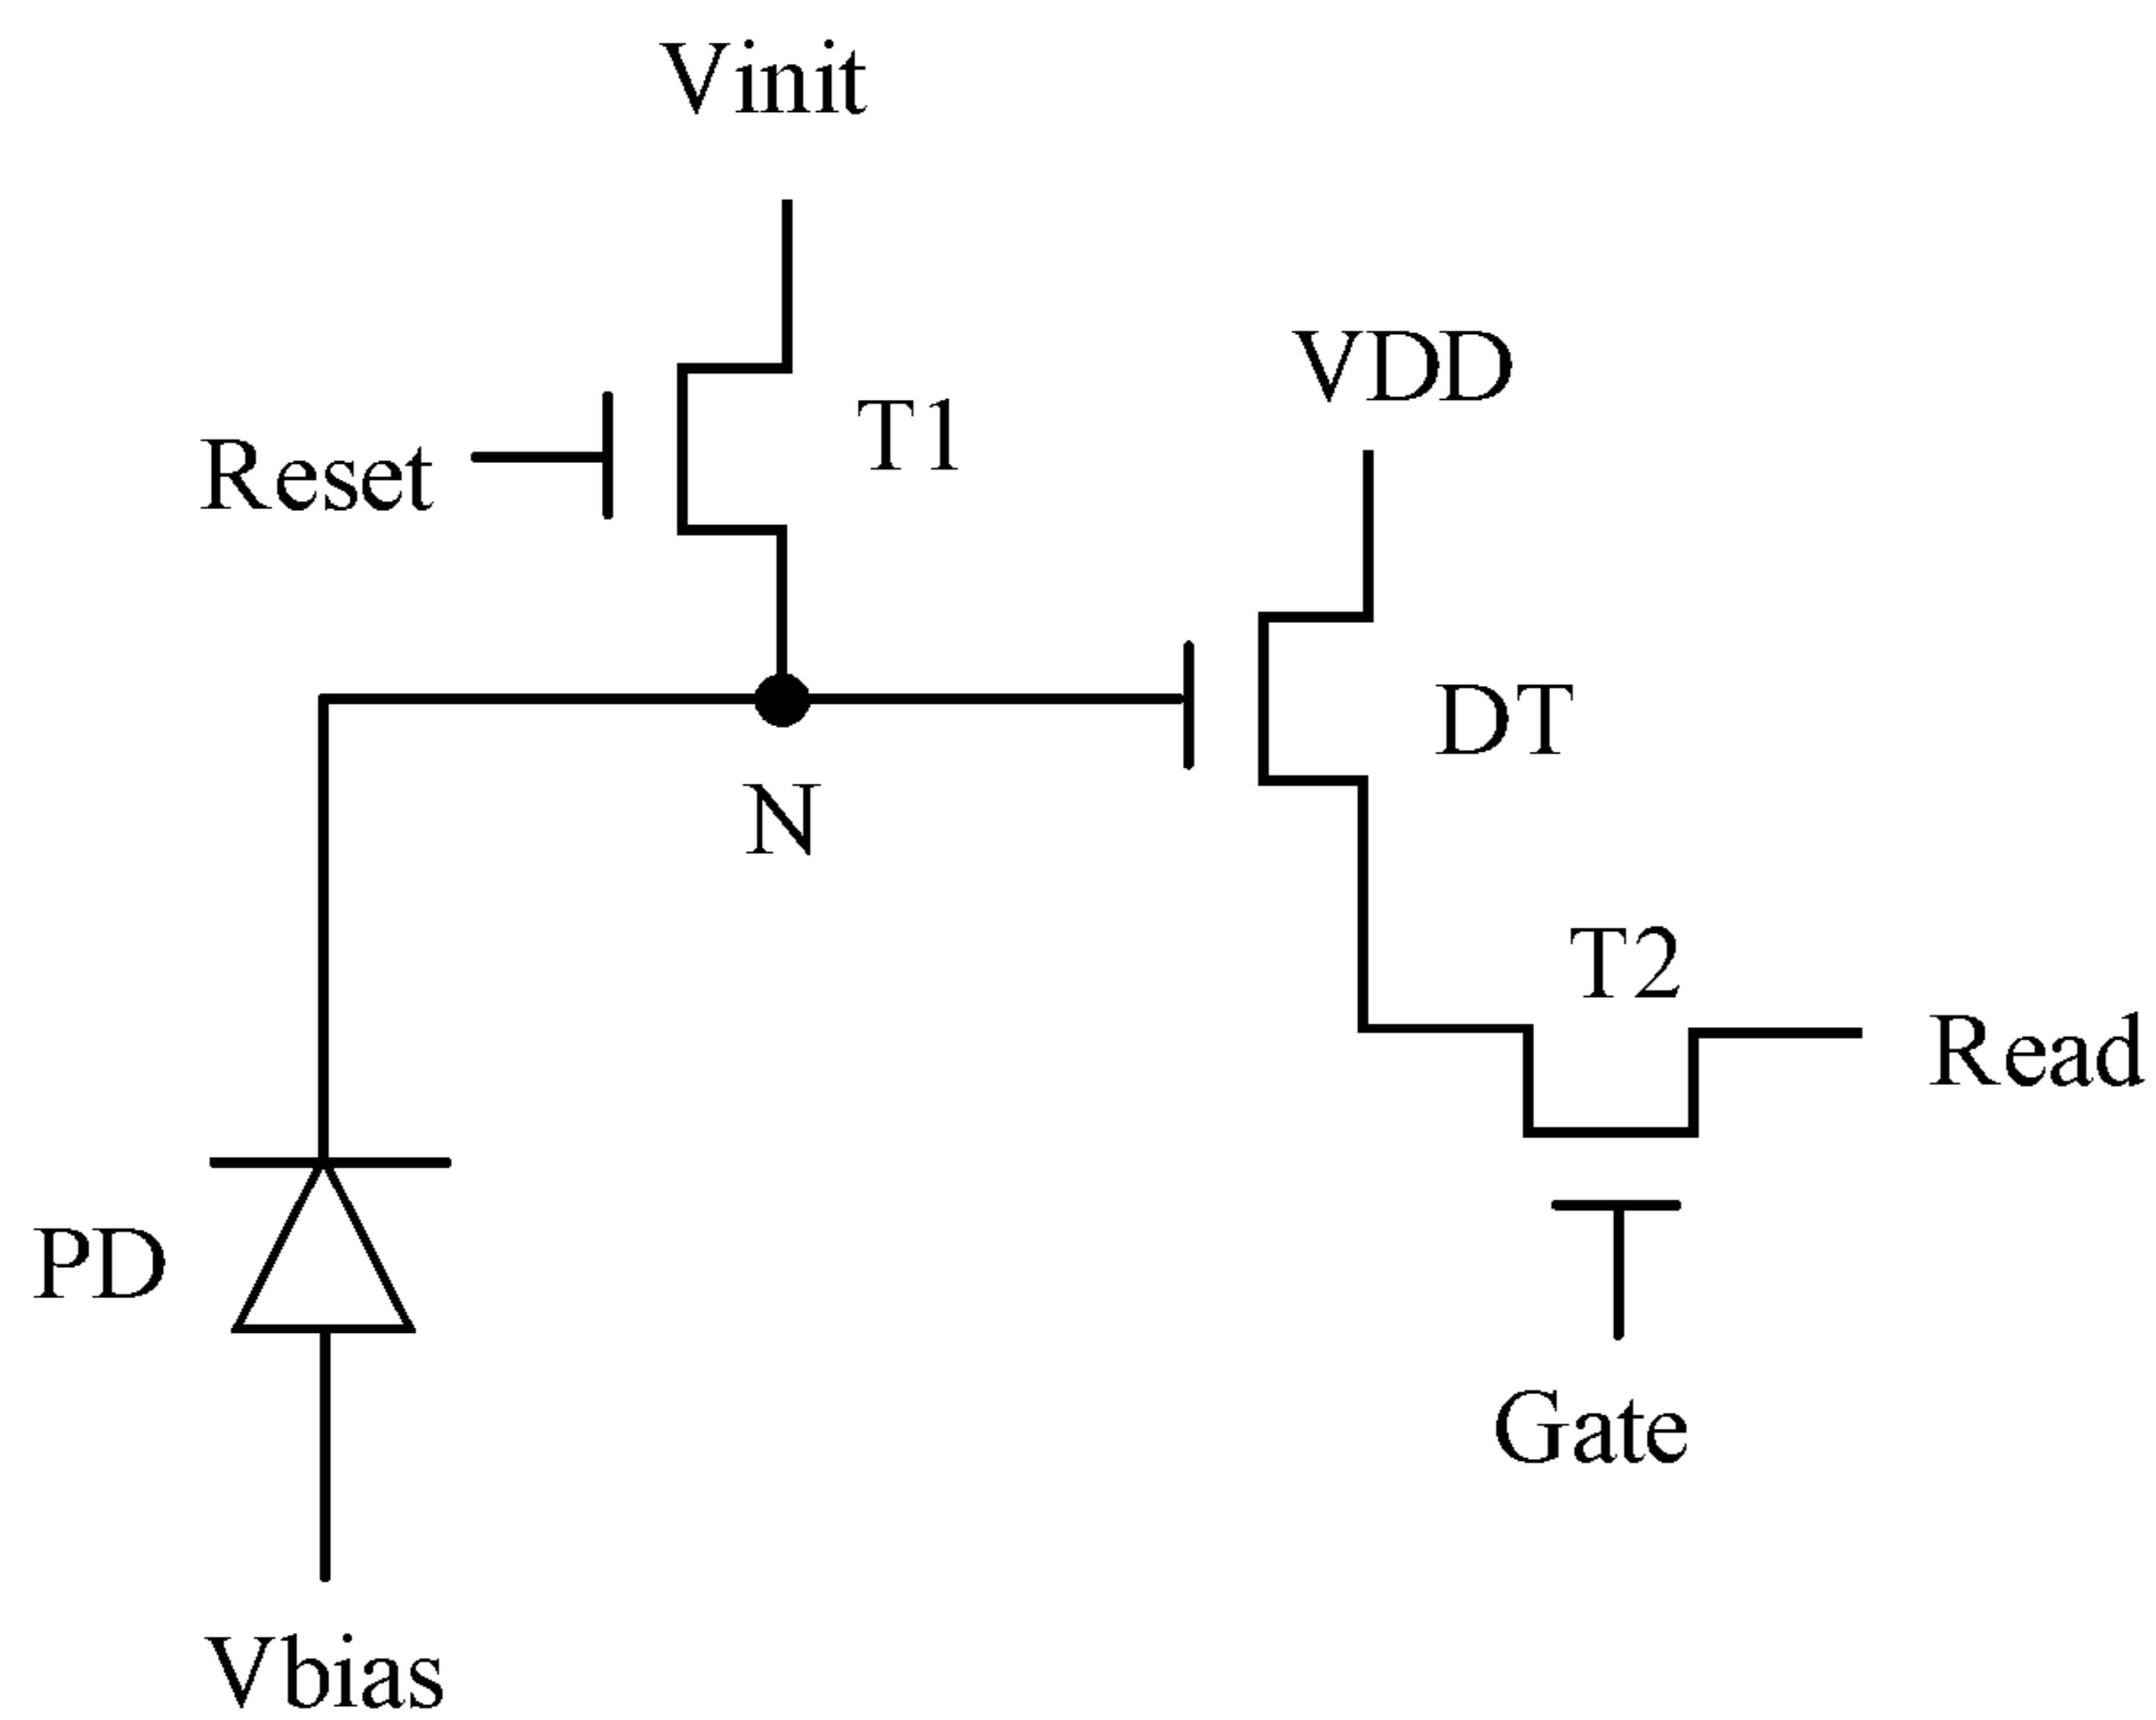 Vinit
VDD
T1
Reset
DT
N
T2
Read
PD
Gate
Vbias